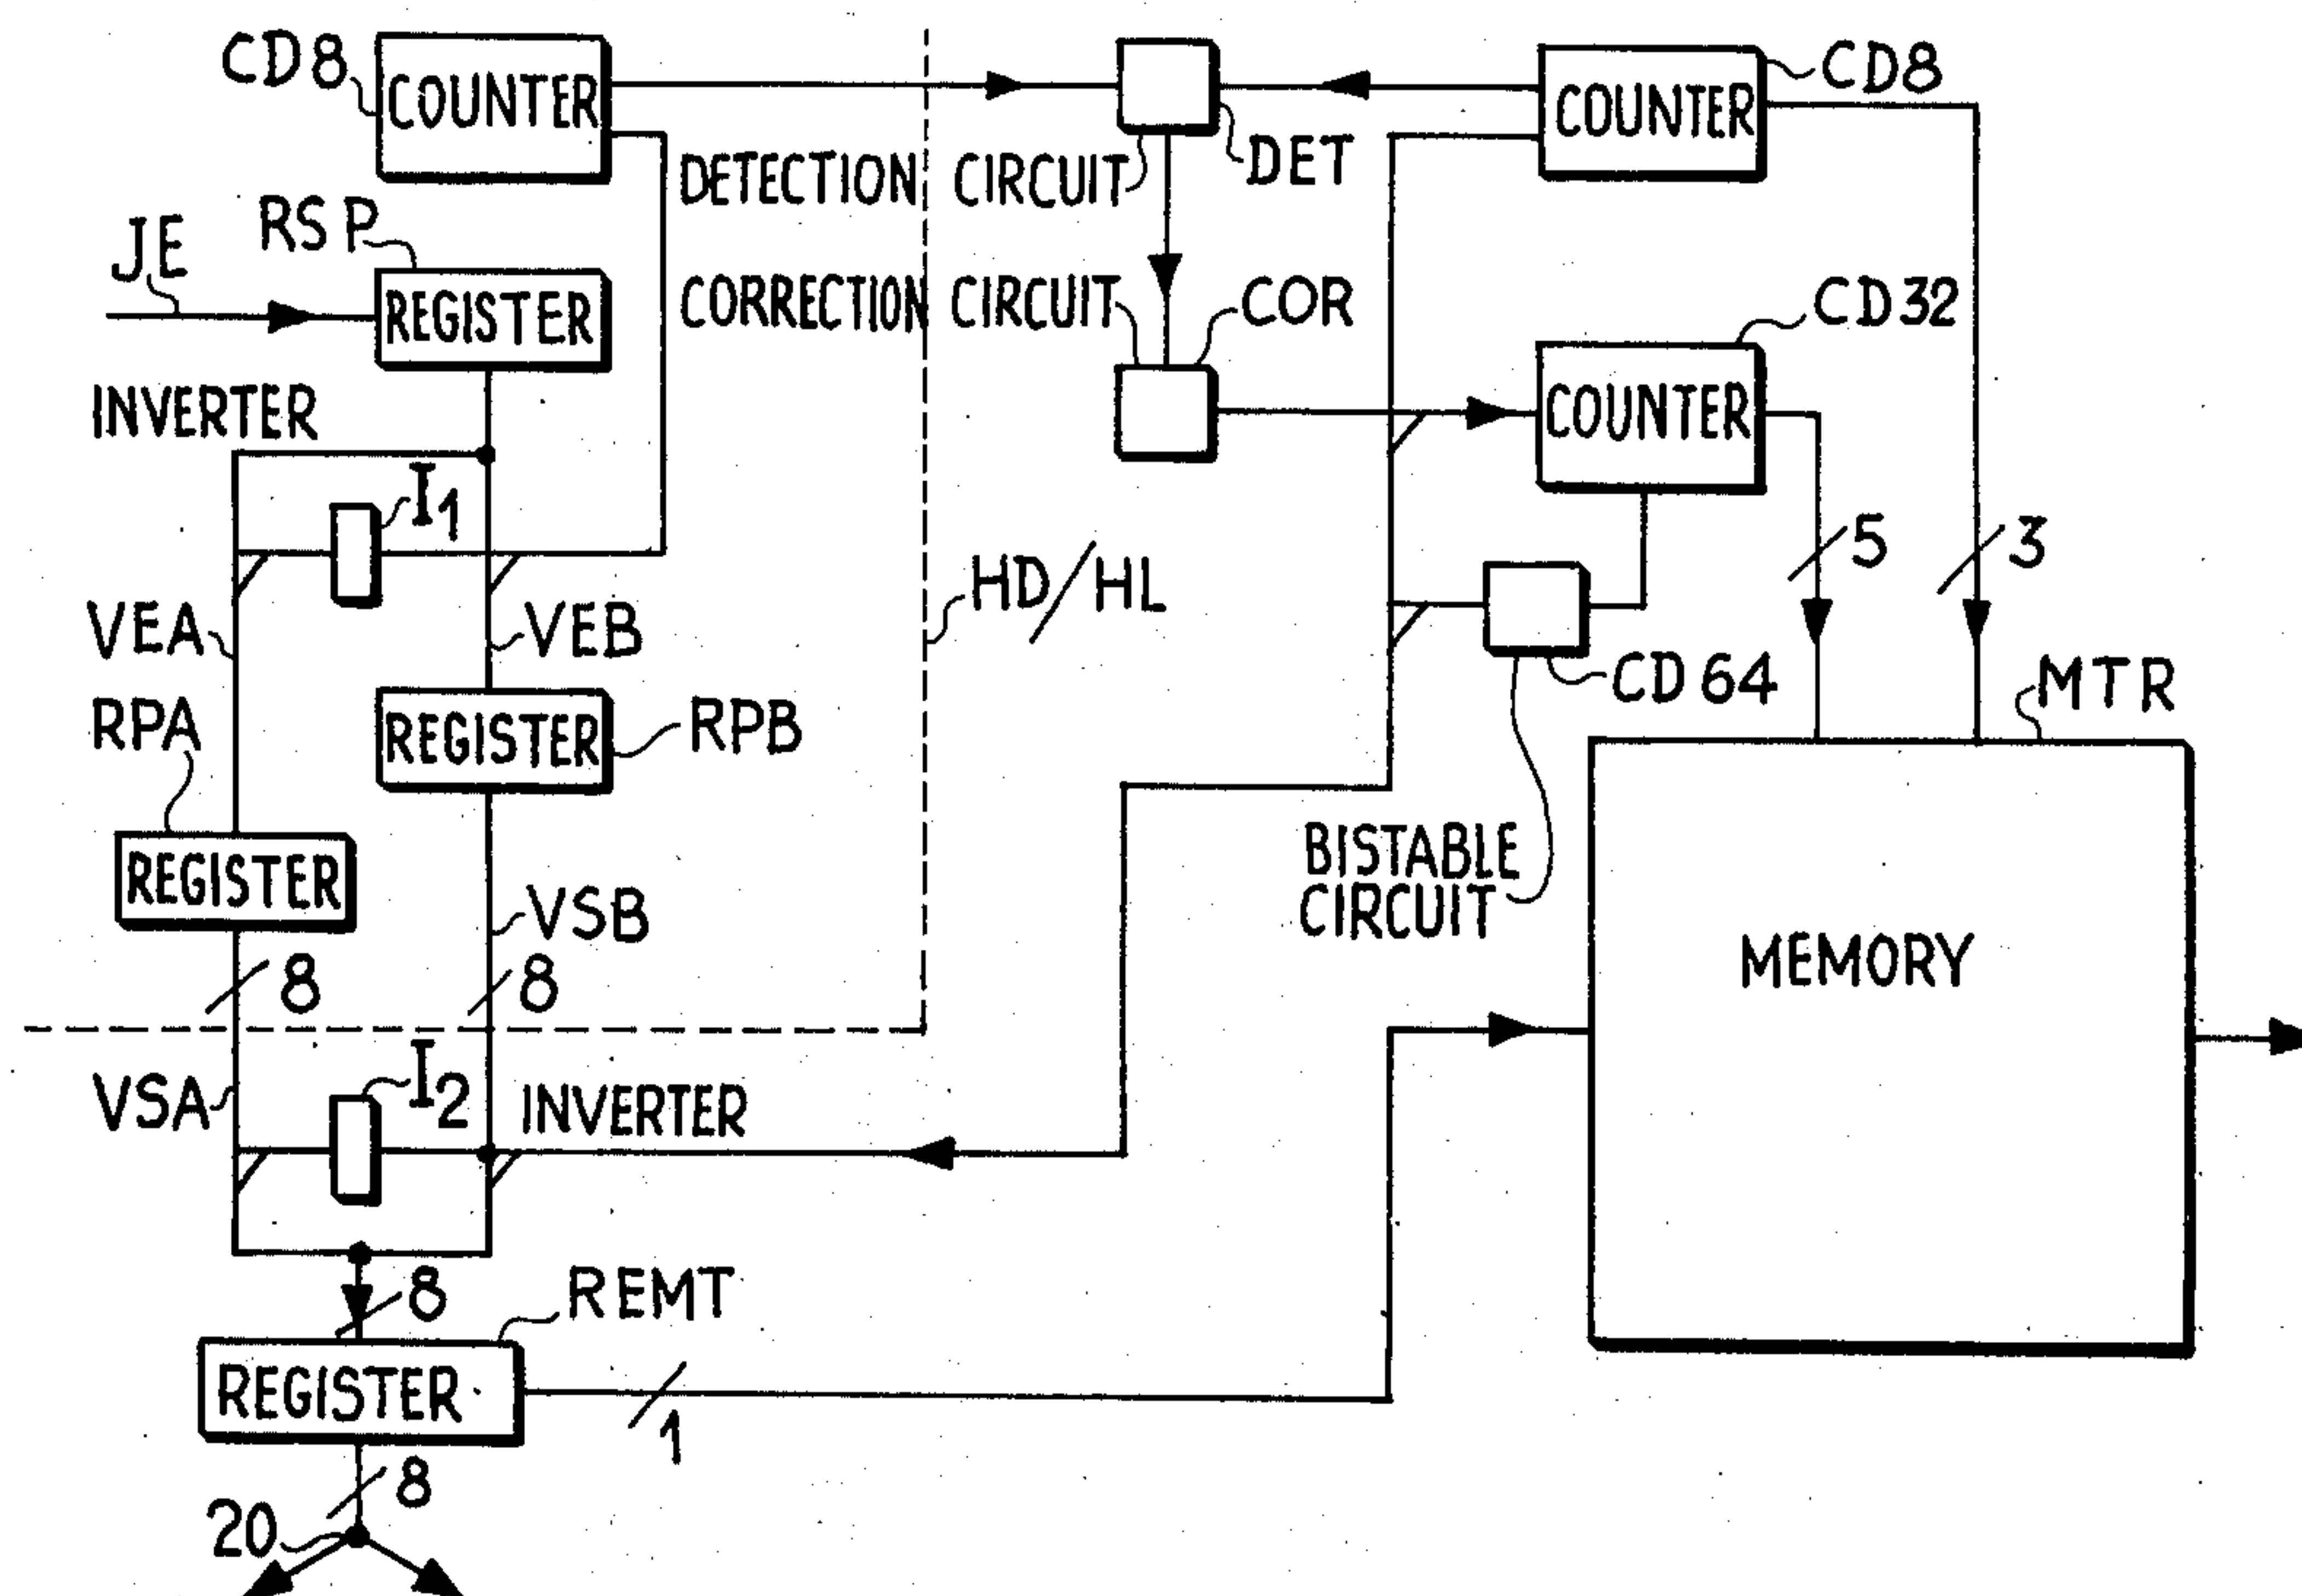 CD8
COUNTER
COUNTER
CD8
DETECTION CIRCUIT
DET
RSP
JE
REGISTER
CORRECTION CIRCUIT
COR
CD32
COUNTER
INVERTER
I1
5
3
HD/HL
VEA
VEB
CD64
MTR
RPA
REGISTER
RPB
BISTABLE
CIRCUIT
REGISTER
VSB
MEMORY
8
8
VSA
I2
INVERTER
8
REMT
REGISTER
1
8
20